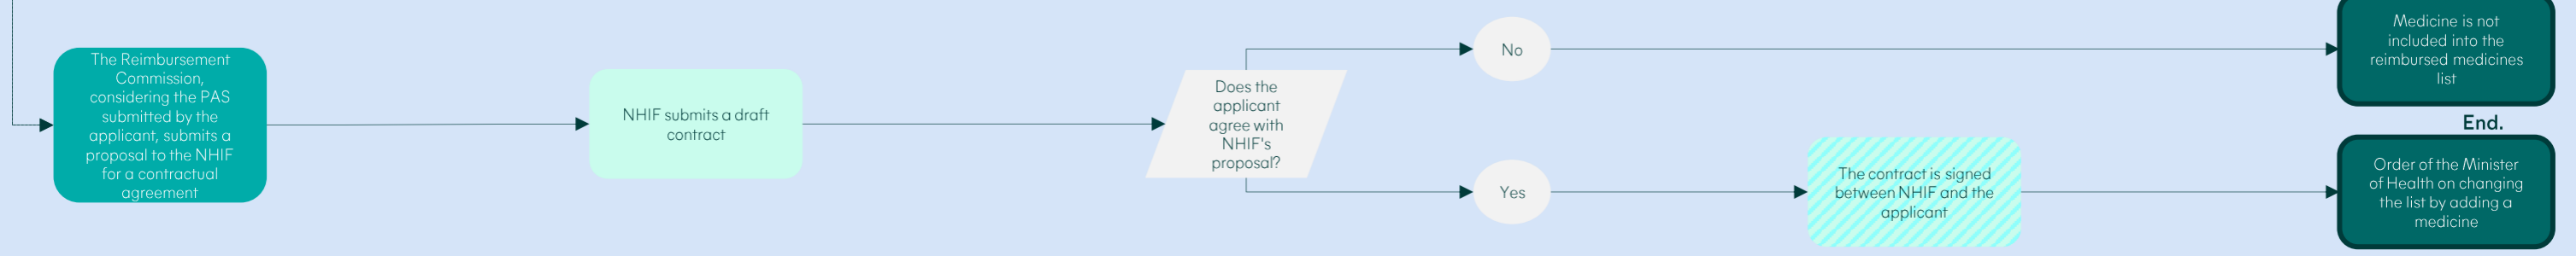 The Reimbursement
Commission,
considering the PAS
submitted by the
applicant, submits a
proposal to the NHIF
for a contractual
agreement
NHIF submits a draft
contract
Does the
applicant
agree with
NHIF's
proposal?
No
Yes
The contract is signed
between NHIF and the
applicant
Medicine is not
included into the
reimbursed medicines
list
End.
Order of the Minister
of Health on changing
the list by adding a
medicine